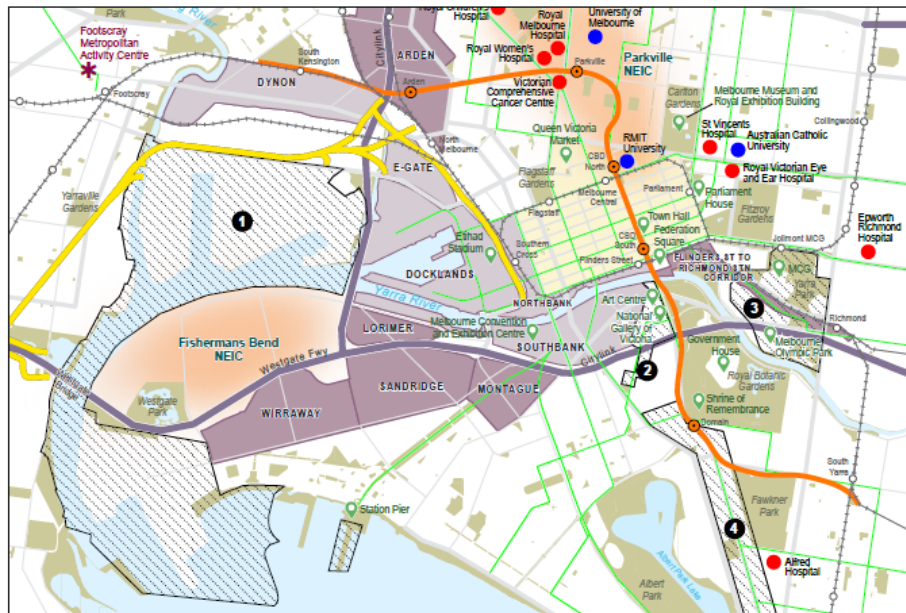 Park
Footscray
Metropolitan
Activity Centre
River
Royal Children's
Hospital
Royal
Melbourne
Hospital
University of
Melbourne
Royal Women's
Hospital
Citylink
ARDEN
South
Kensington
DYNON
Arden
Parkville
Parkville
NEIC
Victorian
Comprehensive
Cancer Centre
Footscray
Carlton
Gardens
Melbourne Museum and
Royal Exhibition Building
Collingwood
St Vincents
Hospital
Australian Catholic
University
Queen Victoria
Market
RMIT
University
North
Melbourne
E-GATE
Flagstaff
Gardens
CBD
North
Melbourne
Central
Parliament
Royal Victorian Eye
and Ear Hospital
Parliament
House
Yarraville
Gardens
1
Flagstaff
Fitzroy
Gardens
Epworth
Richmond
Hospital
Town Hall
Federation
Square
CBD
South
Etihad
Stadium
Southern
Cross
Flinders Street
Jolimont MCG
FLINDERS ST TO
RICHMOND STN
CORRIDOR
MCG
Yarra
Park
DOCKLANDS
Yarra River
NORTHBANK
Art Centre
National
Gallery of
Victoria
3
Richmond
LORIMER
Melbourne Convention
and Exhibition Centre
SOUTHBANK
Fishermans Bend
NEIC
Westgate Fwy
Citylink
Government
House
Melbourne
Olympic Park
2
Royal Botanic
Gardens
Westgate
Bridge
Westgate
Park
SANDRIDGE
MONTAGUE
WIRRAWAY
Shrine of
Remembrance
Domain
South
Yarra
Station Pier
Fawkner
Park
4
Albert Park Lake
Albert
Park
Alfred
Hospital